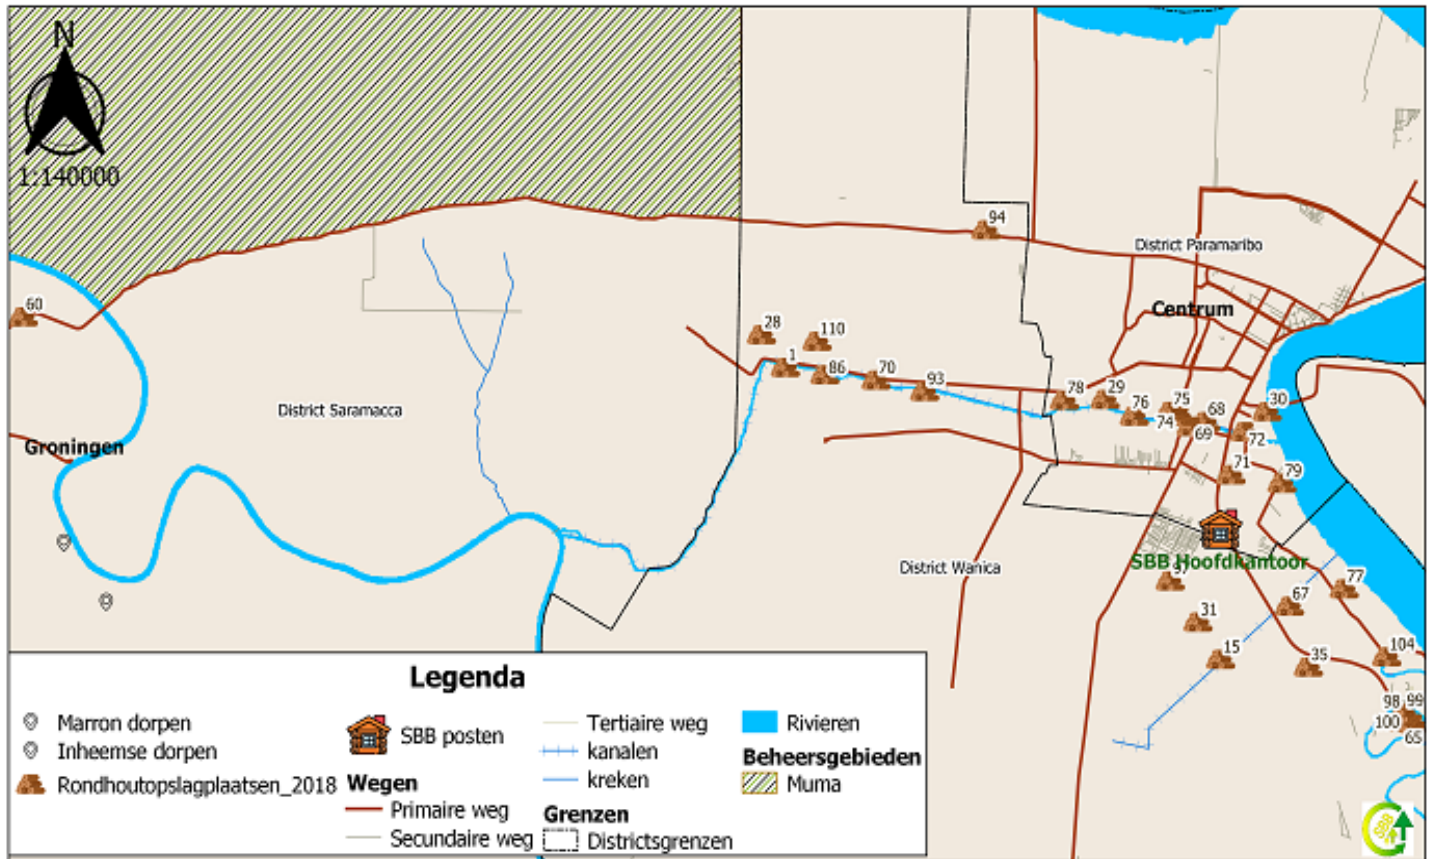 N
1:140000
94
District Paramaribo
60
Centrum
28
110
1
86
70
93
District Saramacca
78
29
75
30
76
68
74
69
72
Groningen
71
79
SBB Hoofdkantoor
District Wanica
77
67
31
15
35
104
98 99
100
65
Legenda
Marron dorpen
Inheemse dorpen
Rondhoutopslagplaatsen_2018
SBB posten
Wegen
Primaire weg
Secundaire weg
Tertiaire weg
kanalen
kreken
Grenzen
Districtsgrenzen
Rivieren
Beheersgebieden
Muma
SBB